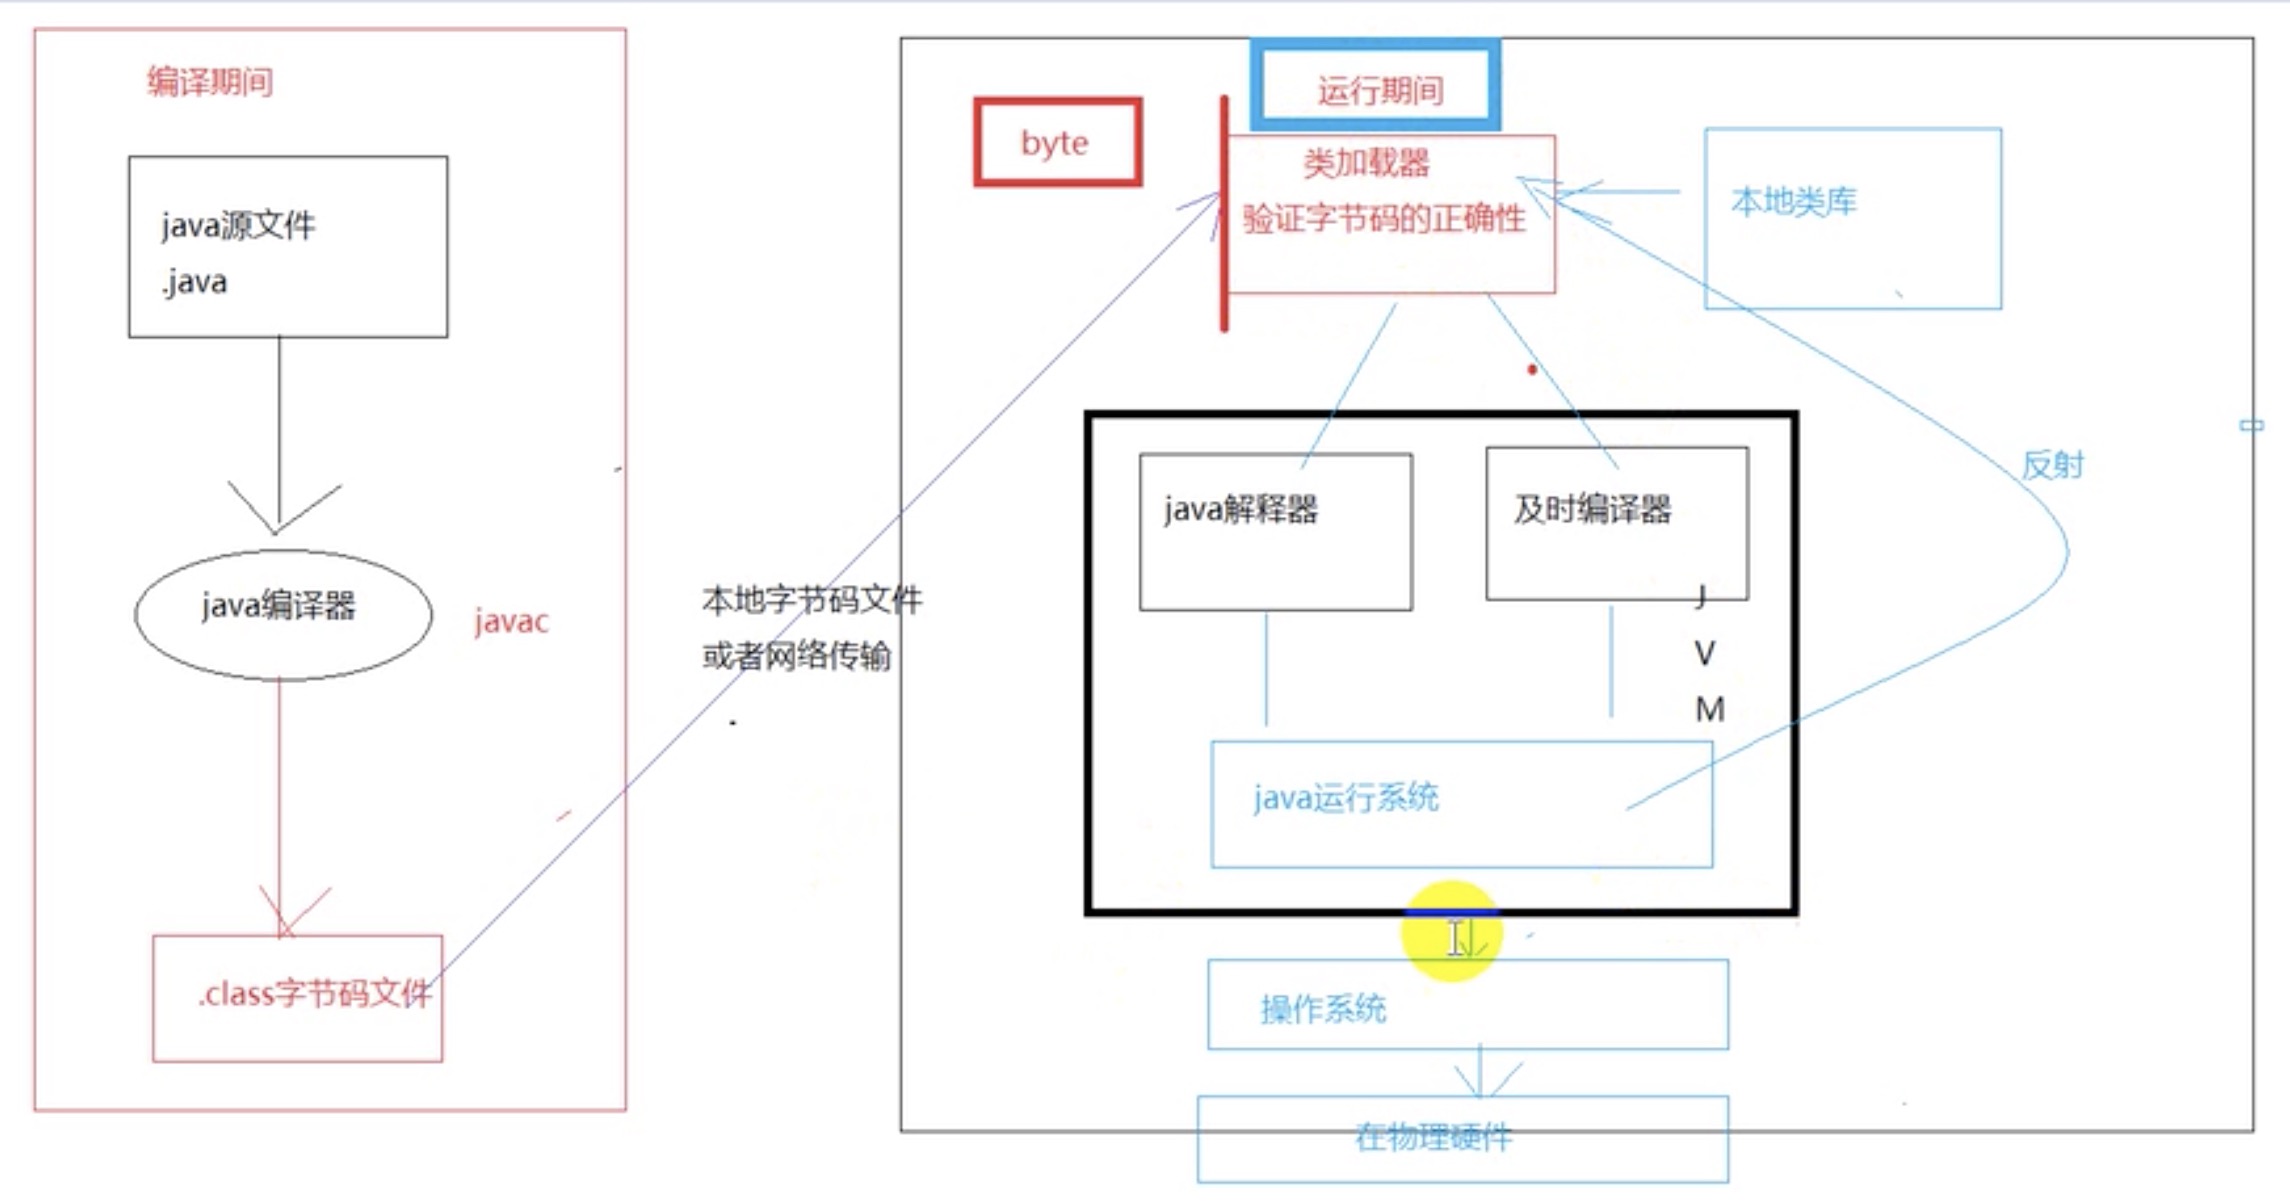 编译期间
java源文件
.java
java编译器
javac
.class字节码文件
本地字节码文件
或者网络传输
运行期间
byte
类加载器
验证字节码的正确性
本地类库
反射
java解释器
及时编译器
J
V
M
java运行系统
操作系统
在物理硬件